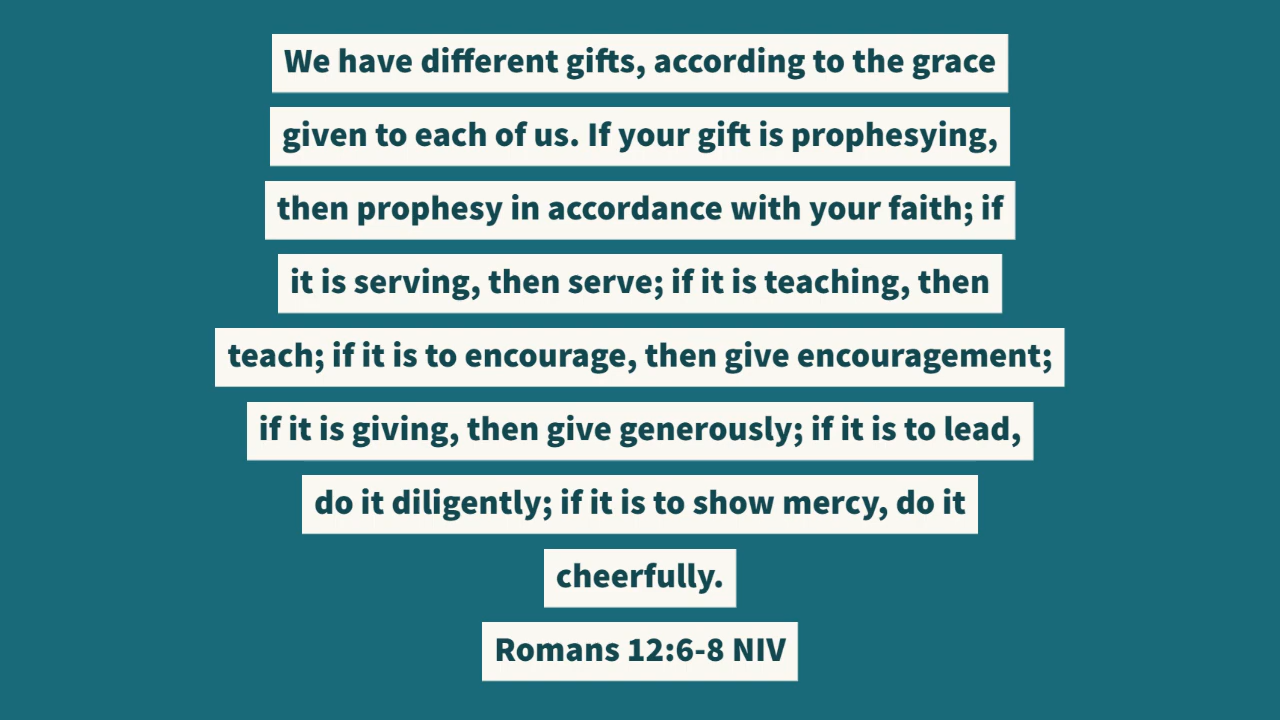 We have different gifts, according to the grace
given to each of us. If your gift is prophesying,
then prophesy in accordance with your faith; if
it is serving, then serve; if it is teaching, then
teach; if it is to encourage, then give encouragement;
if it is giving, then give generously; if it is to lead,
do it diligently; if it is to show mercy, do it
cheerfully.
Romans 12:6-8 NIV